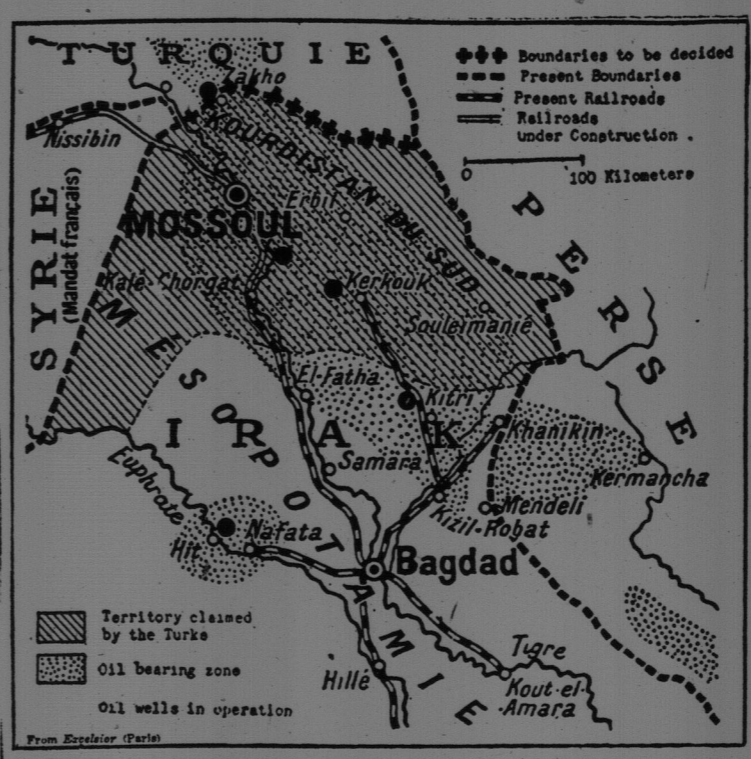 TURQUIE
Zakho
Boundaries to be decided
Present Boundaries
Present Railroads
Railroads
under Construction.
0 100 Kilometers
Nissibin
KOURDISTAN DU SUD
Erbil
MOSSOUL
SYRIE
(Mandat français)
PERSE
Kalé-Chorgat
Kerkouk
Souleimanié
MÉSOPOTAMIE
El-Fatha
Kifri
IRAK
Khanikin
Samara
Kermancha
Euphrate
Mendeli
Kizil-Robat
Nafata
Hit
Bagdad
Territory claimed
by the Turks
Oil bearing zone
Oil wells in operation
Tigre
Hillé
Kout-el-
-Amara
From Excelsior (Paris)